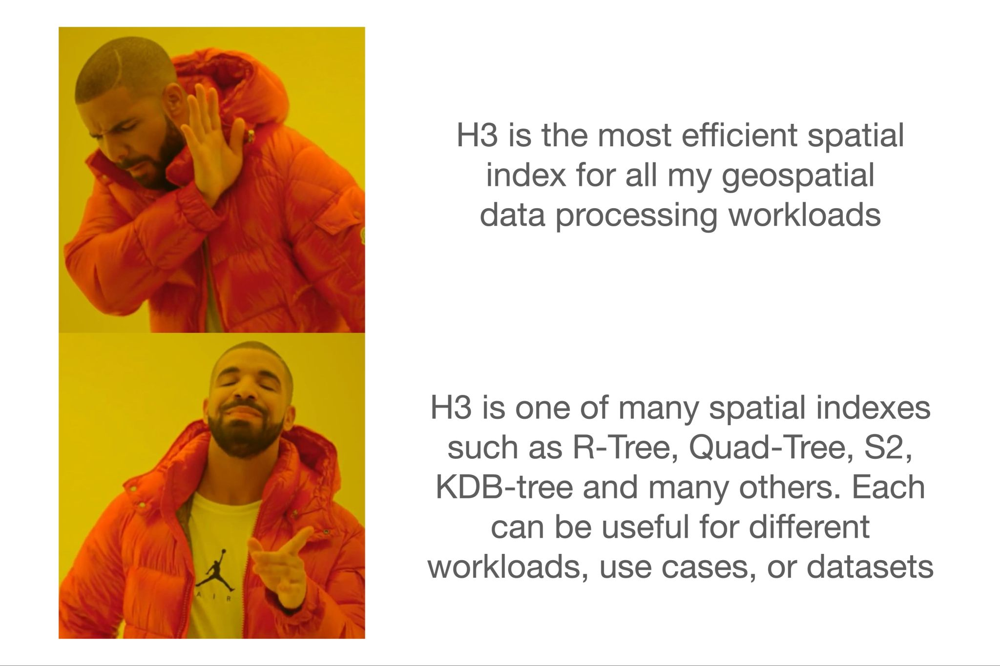 H3 is the most efficient spatial
index for all my geospatial
data processing workloads
H3 is one of many spatial indexes
such as R-Tree, Quad-Tree, S2,
KDB-tree and many others. Each
can be useful for different
workloads, use cases, or datasets
AIR